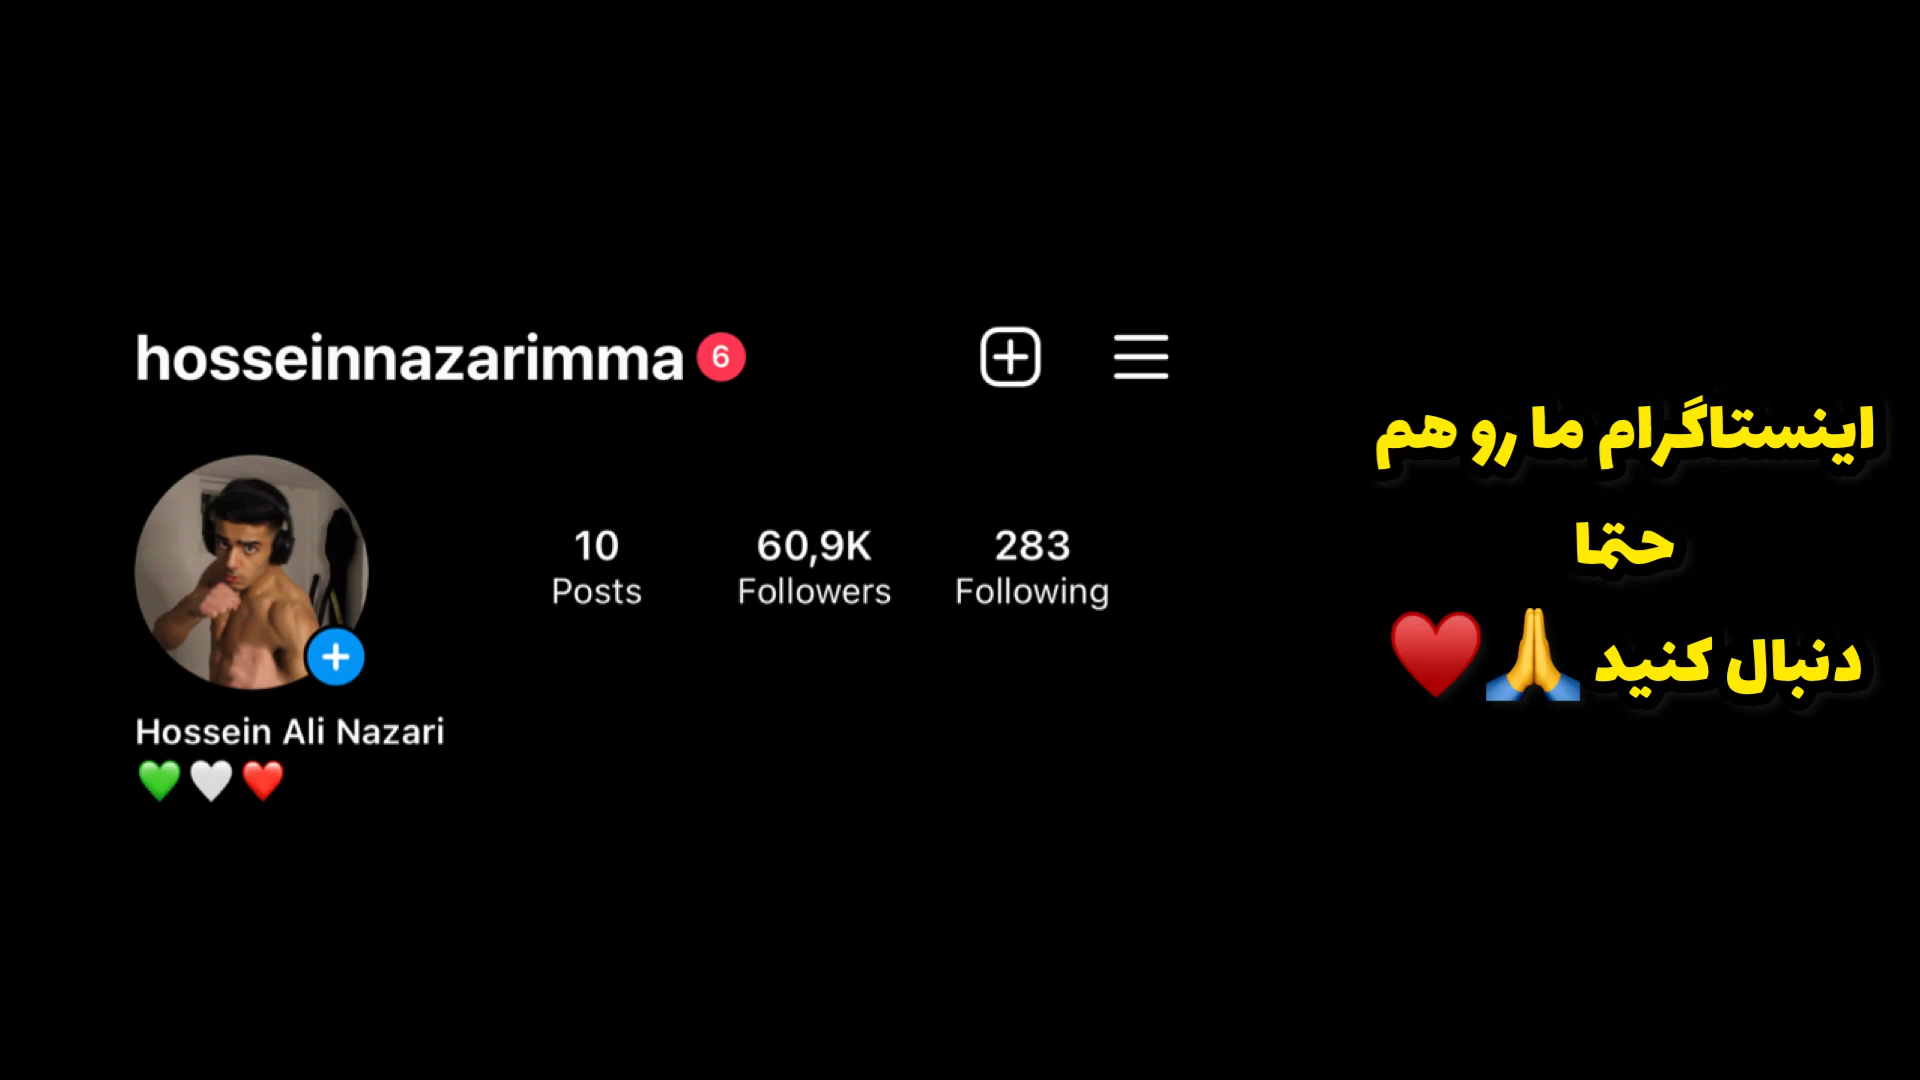 hosseinnazarimma 6
10 60,9K 283
Posts Followers Following
Hossein Ali Nazari
💚🤍❤️
اینستاگرام ما رو هم
حتما
دنبال کنید 🙏♥️